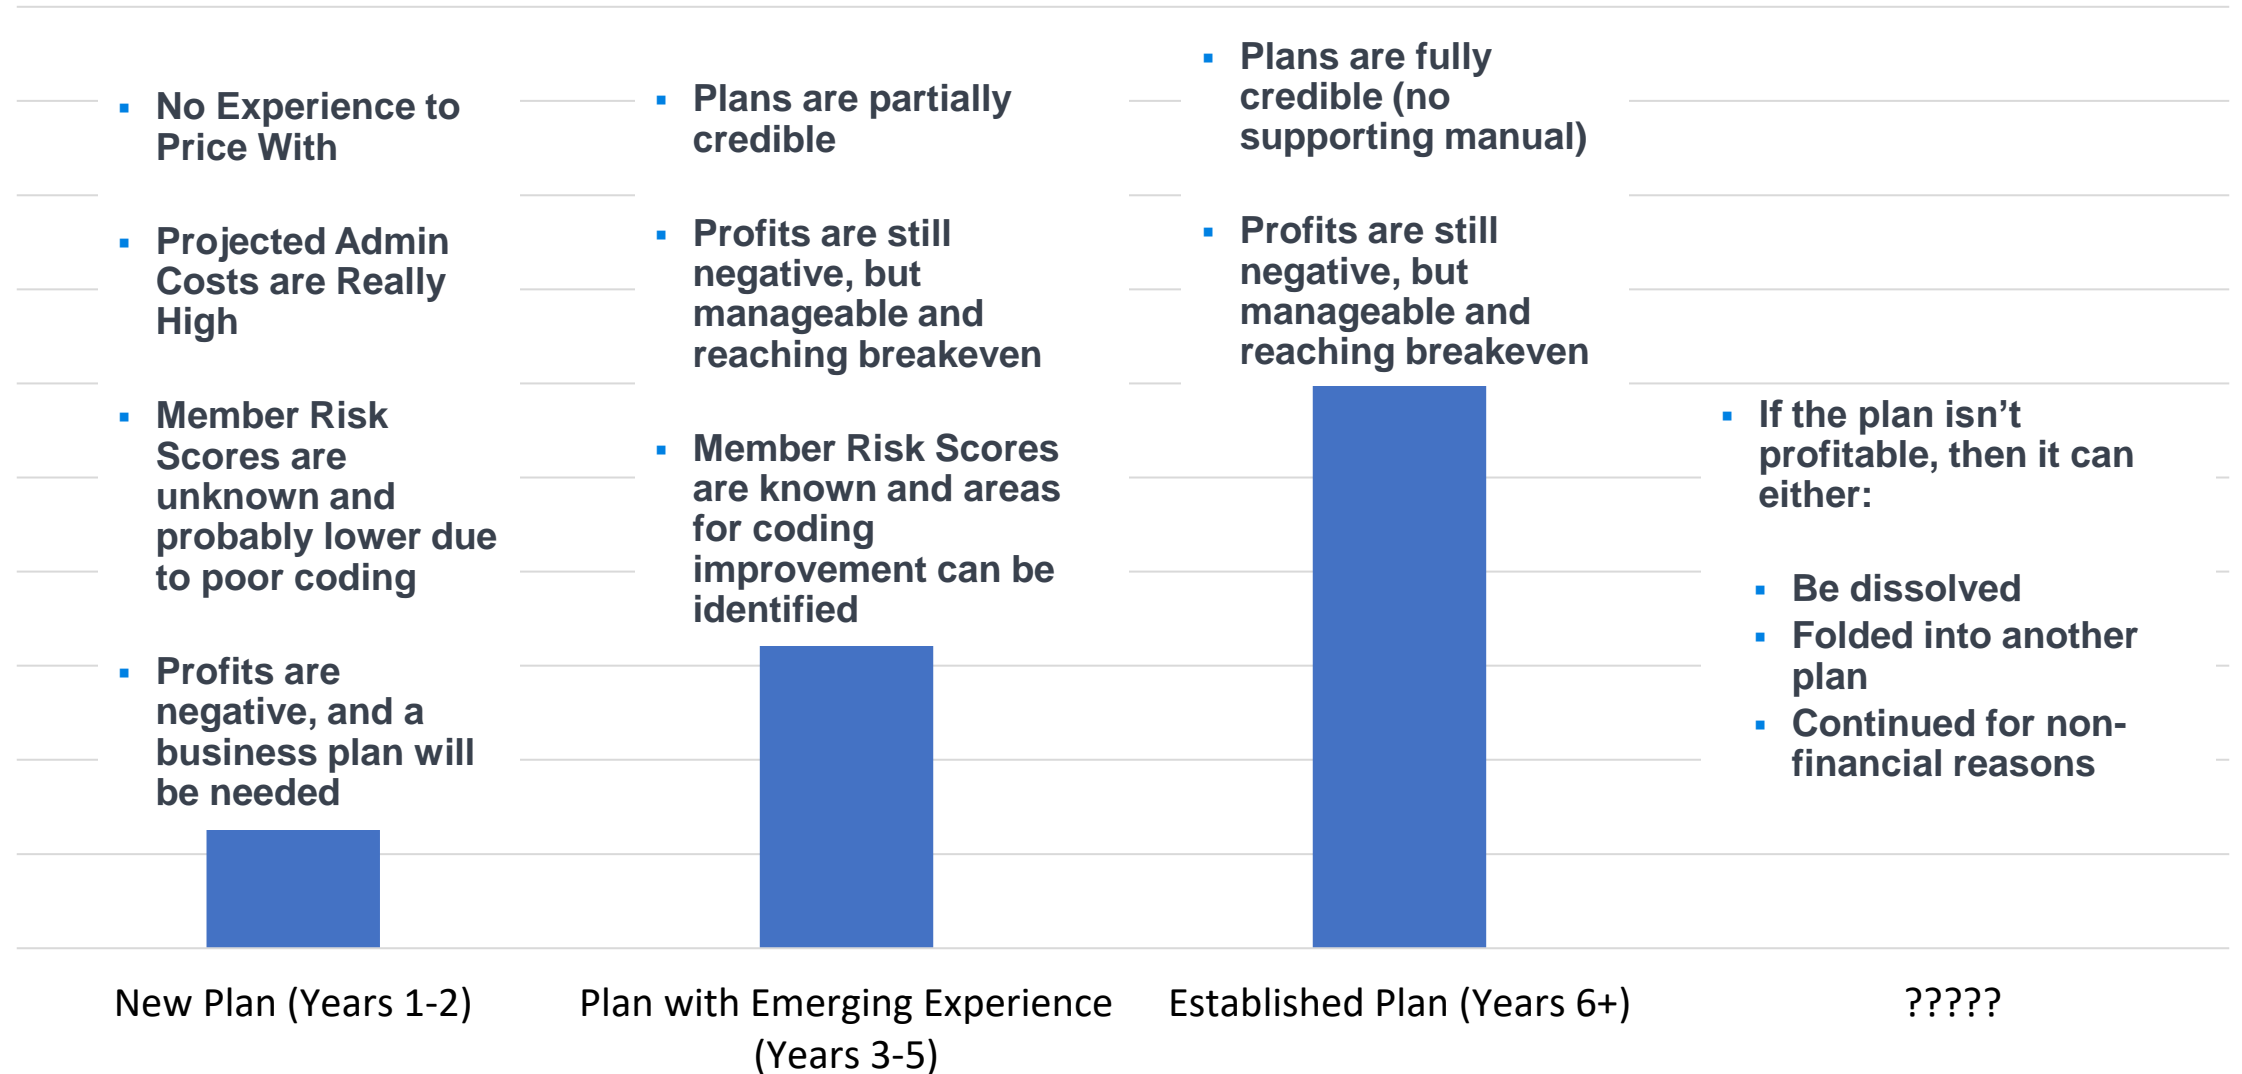 ▪ No Experience to
Price With
▪ Projected Admin
Costs are Really
High
▪ Member Risk
Scores are
unknown and
probably lower due
to poor coding
▪ Profits are
negative, and a
business plan will
be needed
▪ Plans are partially
credible
▪ Profits are still
negative, but
manageable and
reaching breakeven
▪ Member Risk Scores
are known and areas
for coding
improvement can be
identified
▪ Plans are fully
credible (no
supporting manual)
▪ Profits are still
negative, but
manageable and
reaching breakeven
▪ If the plan isn’t
profitable, then it can
either:
▪ Be dissolved
▪ Folded into another
plan
▪ Continued for non-
financial reasons
New Plan (Years 1-2)
Plan with Emerging Experience
(Years 3-5)
Established Plan (Years 6+)
?????